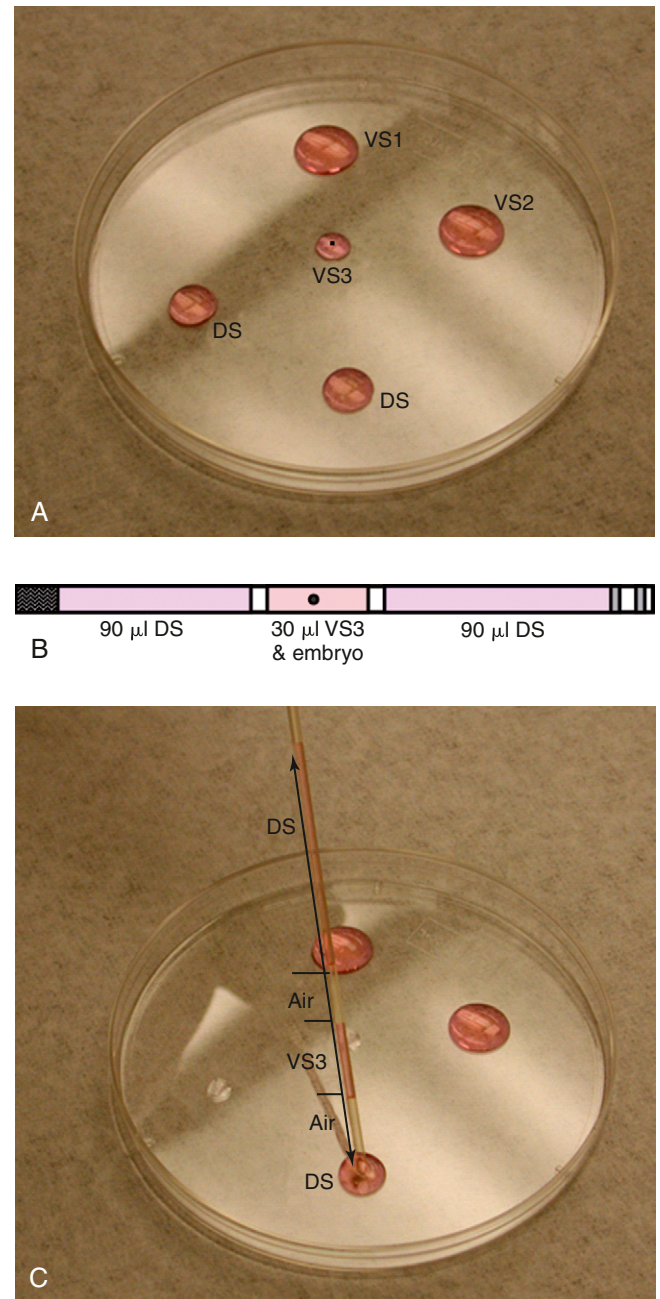 VS1
VS2
VS3
DS
DS
A
90 μl DS
30 μl VS3
& embryo
90 μl DS
B
DS
Air
VS3
Air
DS
C